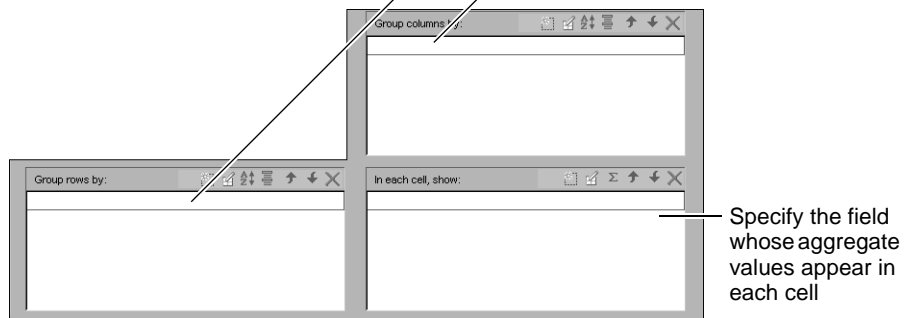 Group columns by:
Group rows by:
In each cell, show:
Specify the field
whose aggregate
values appear in
each cell